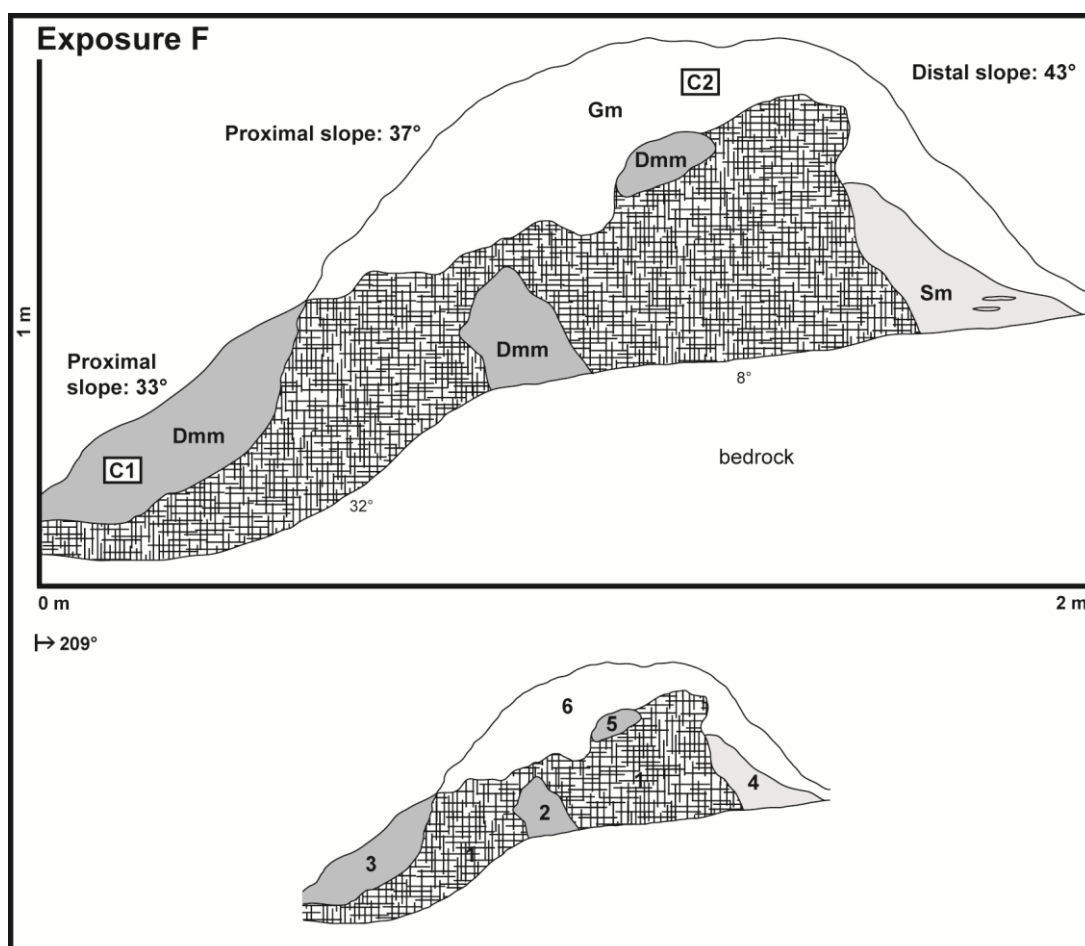 Exposure F
Distal slope: 43°
C2
Gm
Proximal slope: 37°
Dmm
1 m
Sm
Dmm
Proximal
slope: 33°
8°
Dmm
bedrock
C1
32°
0 m
2 m
↦ 209°
6
5
1
4
2
1
3